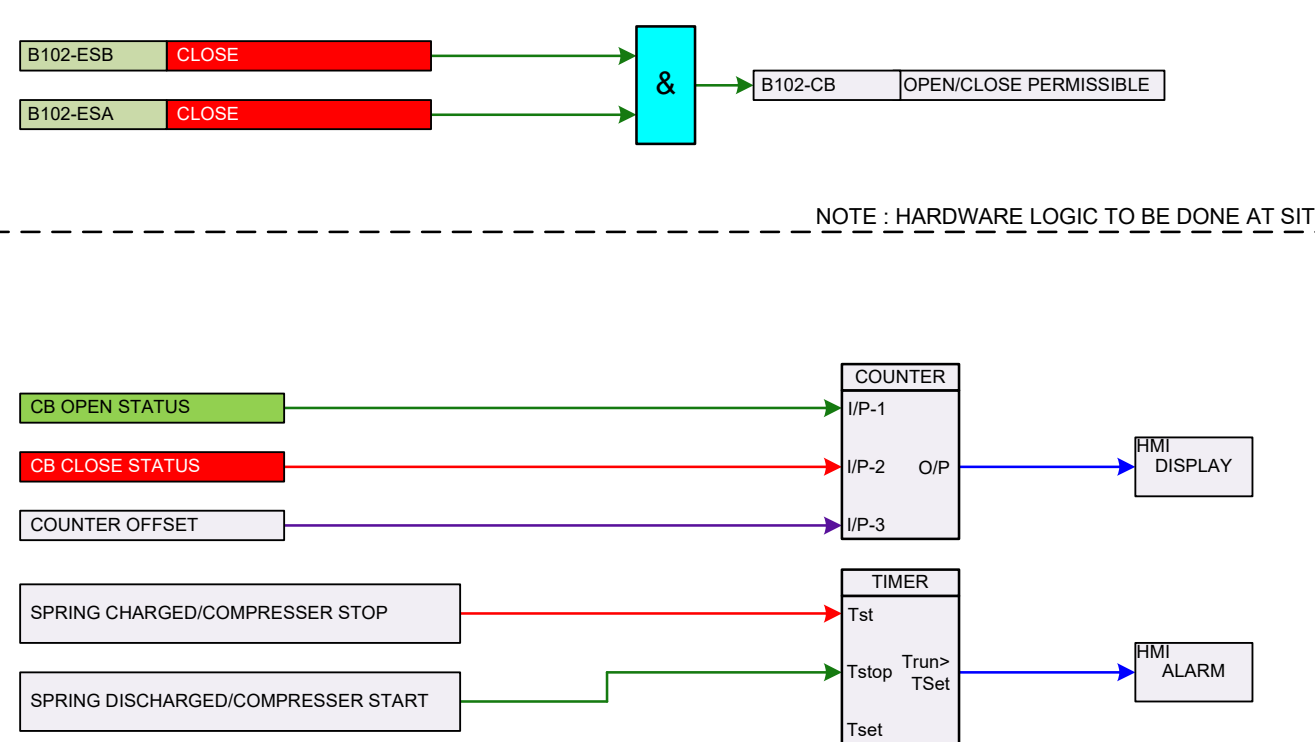 B102-ESB CLOSE
B102-ESA CLOSE
&
B102-CB OPEN/CLOSE PERMISSIBLE
NOTE : HARDWARE LOGIC TO BE DONE AT SIT
COUNTER
CB OPEN STATUS
I/P-1
CB CLOSE STATUS
I/P-2 O/P
HMI
DISPLAY
COUNTER OFFSET
I/P-3
TIMER
SPRING CHARGED/COMPRESSER STOP
Tst
SPRING DISCHARGED/COMPRESSER START
Tstop
Trun>
TSet
HMI
ALARM
Tset